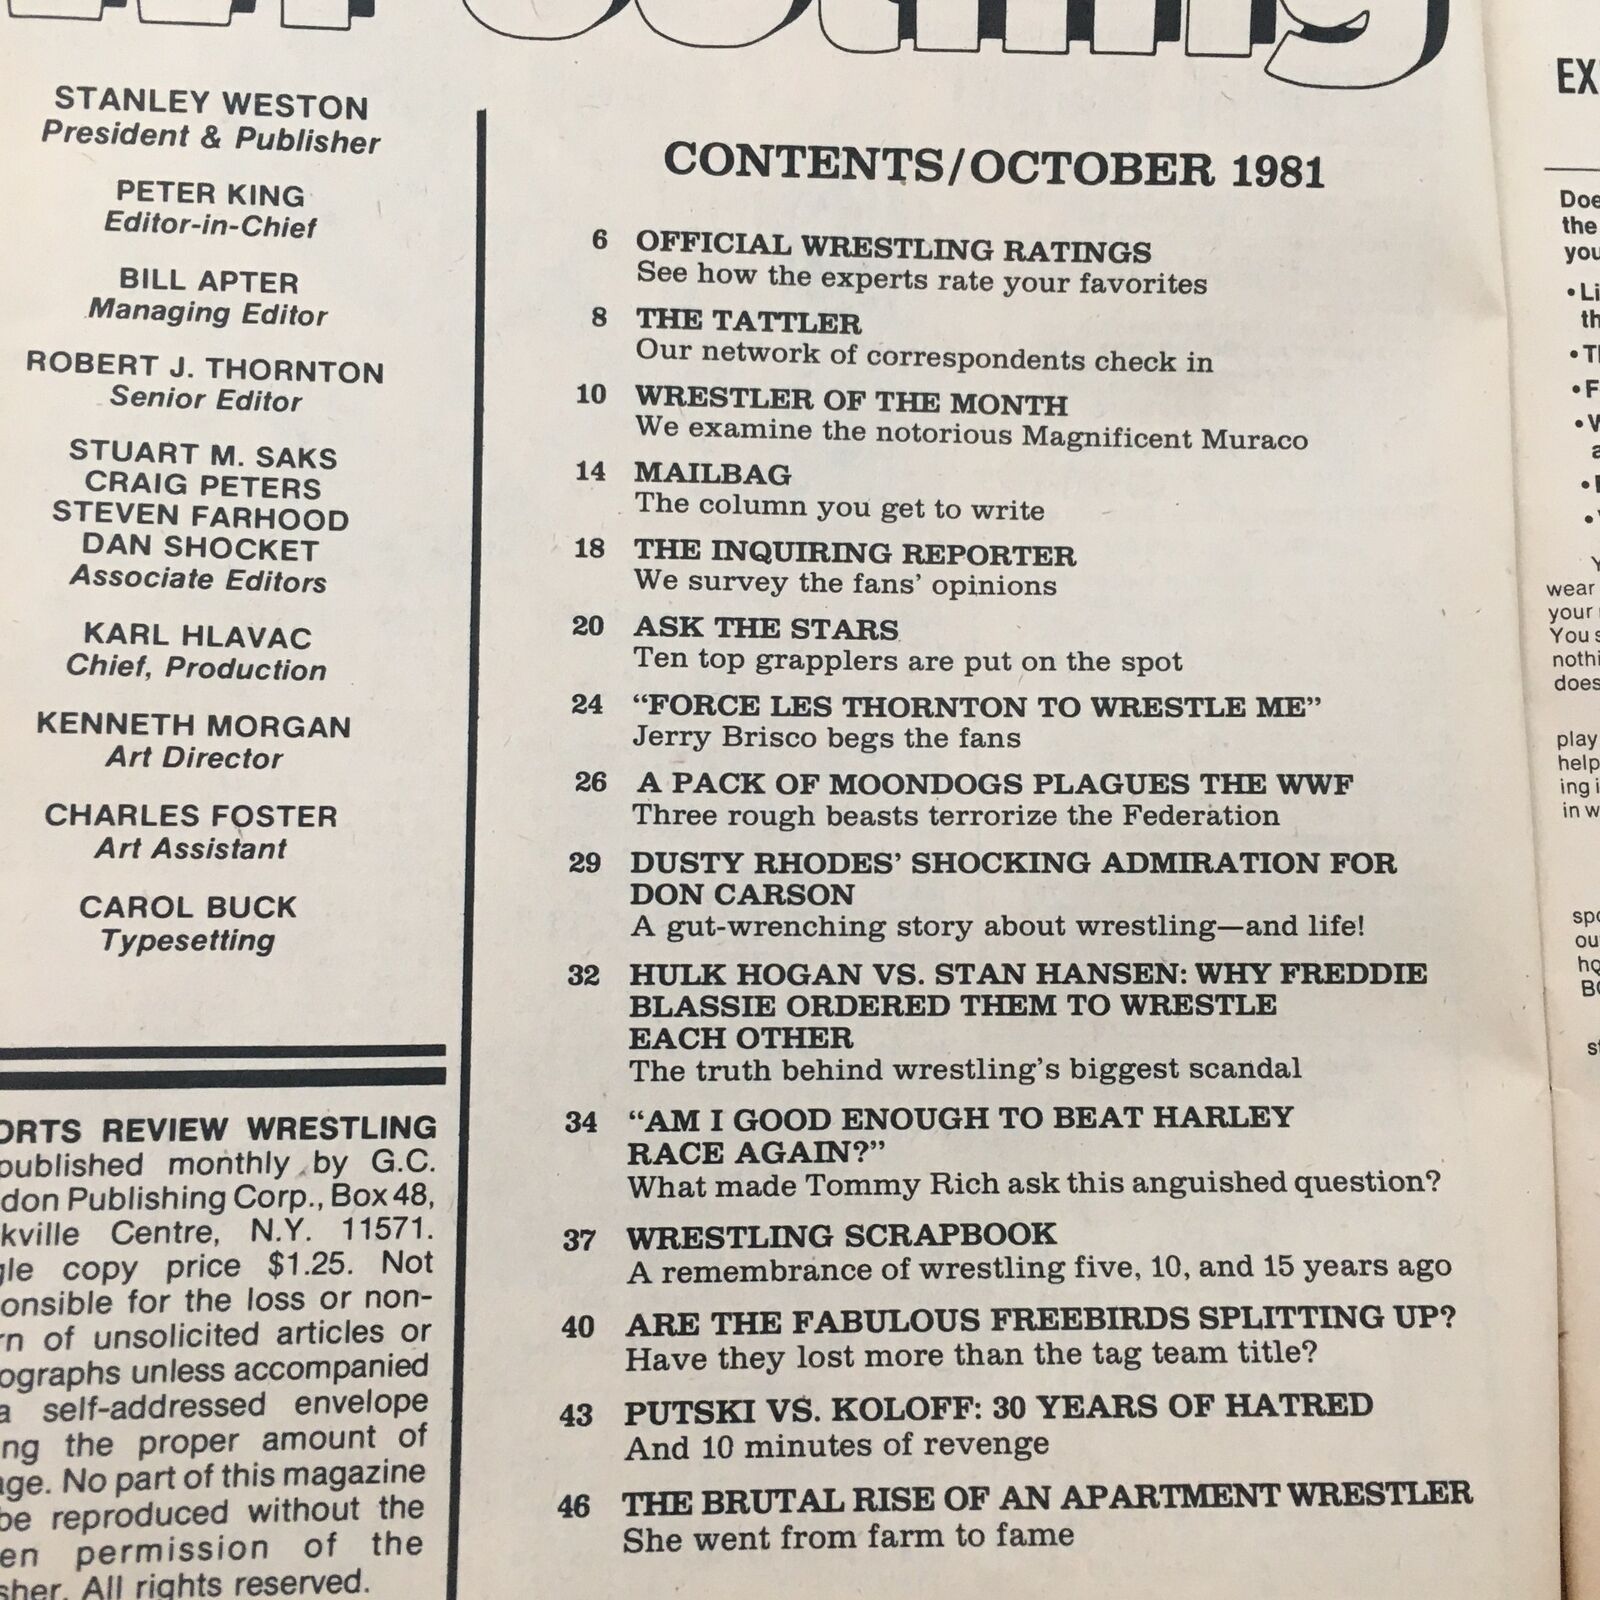 STANLEY WESTON
President & Publisher
PETER KING
Editor-in-Chief
BILL APTER
Managing Editor
ROBERT J. THORNTON
Senior Editor
STUART M. SAKS
CRAIG PETERS
STEVEN FARHOOD
DAN SHOCKET
Associate Editors
KARL HLAVAC
Chief, Production
KENNETH MORGAN
Art Director
CHARLES FOSTER
Art Assistant
CAROL BUCK
Typesetting
REVIEW WRESTLING
published monthly by G.C.
Publishing Corp., Box 48,
Centre, N.Y. 11571.
copy price $1.25. Not
for the loss or non-
of unsolicited articles or
unless accompanied
a self-addressed envelope
the proper amount of
No part of this magazine
be reproduced without the
permission of the
All rights reserved.
CONTENTS/OCTOBER 1981
6 OFFICIAL WRESTLING RATINGS
See how the experts rate your favorites
8 THE TATTLER
Our network of correspondents check in
10 WRESTLER OF THE MONTH
We examine the notorious Magnificent Muraco
14 MAILBAG
The column you get to write
18 THE INQUIRING REPORTER
We survey the fans' opinions
20 ASK THE STARS
Ten top grapplers are put on the spot
24 "FORCE LES THORNTON TO WRESTLE ME"
Jerry Brisco begs the fans
26 A PACK OF MOONDOGS PLAGUES THE WWF
Three rough beasts terrorize the Federation
29 DUSTY RHODES' SHOCKING ADMIRATION FOR
DON CARSON
A gut-wrenching story about wrestling—and life!
32 HULK HOGAN VS. STAN HANSEN: WHY FREDDIE
BLASSIE ORDERED THEM TO WRESTLE
EACH OTHER
The truth behind wrestling's biggest scandal
34 "AM I GOOD ENOUGH TO BEAT HARLEY
RACE AGAIN?"
What made Tommy Rich ask this anguished question?
37 WRESTLING SCRAPBOOK
A remembrance of wrestling five, 10, and 15 years ago
40 ARE THE FABULOUS FREEBIRDS SPLITTING UP?
Have they lost more than the tag team title?
43 PUTSKI VS. KOLOFF: 30 YEARS OF HATRED
And 10 minutes of revenge
46 THE BRUTAL RISE OF AN APARTMENT WRESTLER
She went from farm to fame
the
wear
your
play
help
in